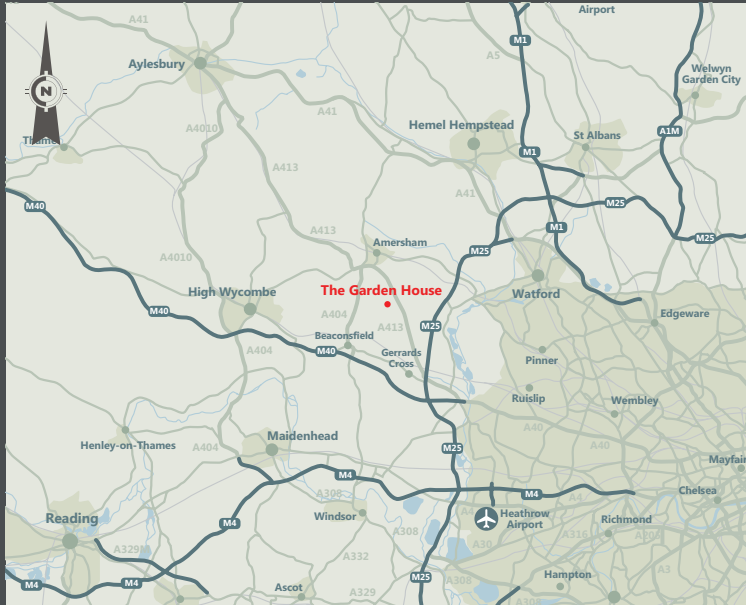 A41
Airport
M1
A5
Aylesbury
Welwyn
Garden City
N
A41
A4010
Hemel Hempstead
St Albans
A1M
Thame
M1
A413
A41
M40
M25
A413
M1
Amersham
M25
M25
A4010
High Wycombe
The Garden House
Watford
M40
A404
A413
M25
Edgeware
Beaconsfield
A404
M40
Gerrards
Cross
Pinner
Ruislip
Wembley
A40
Henley-on-Thames
A404
Maidenhead
M25
A40
Mayfair
M4
A308
M4
A4
Chelsea
Reading
M4
Windsor
A4
Heathrow
Airport
Richmond
A329
A308
A30
A316
A332
M4
M4
Ascot
A329
M25
A308
Hampton
A3
A308